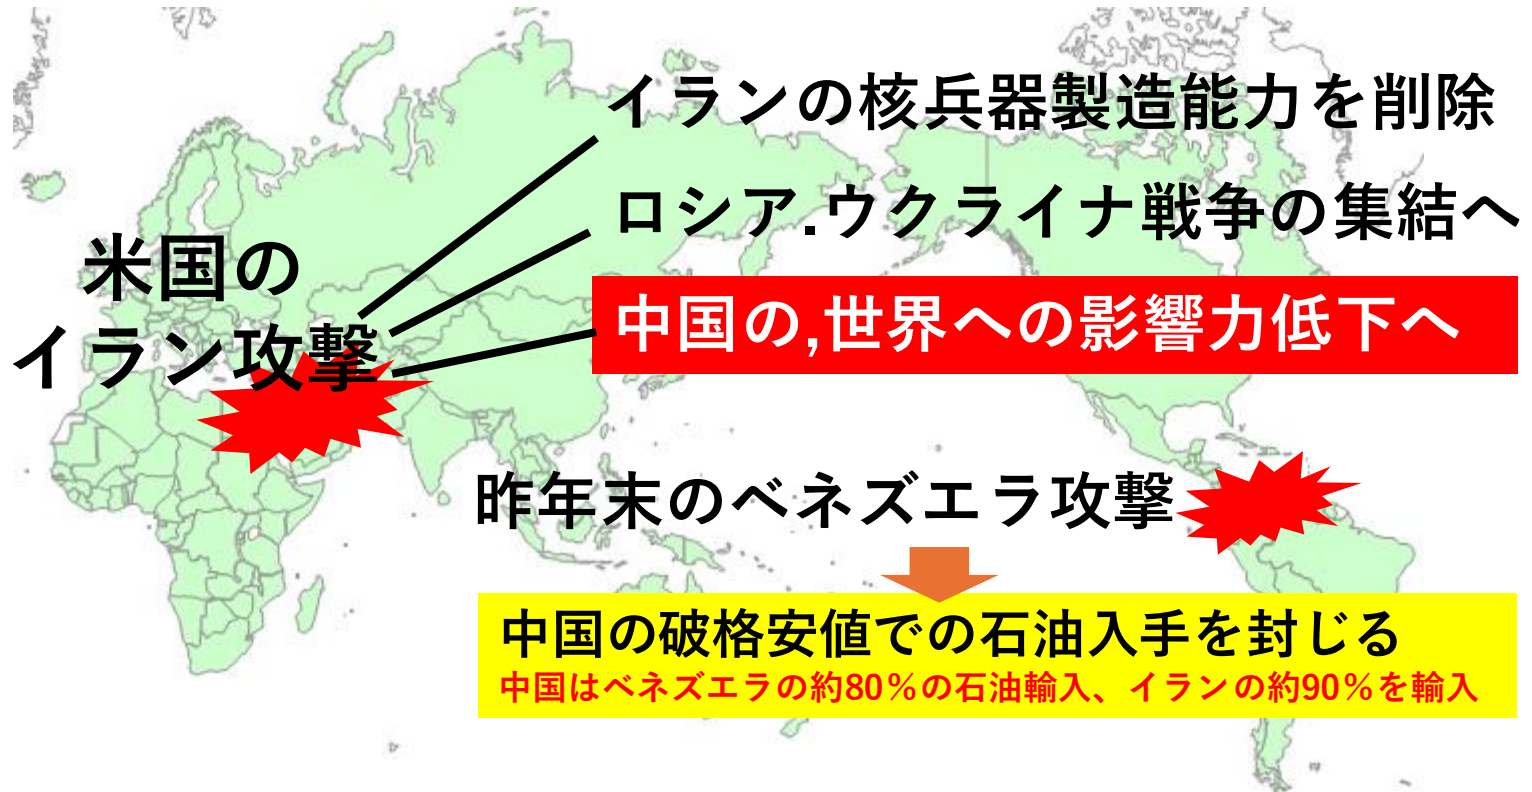 イランの核兵器製造能力を削除
ロシア.ウクライナ戦争の集結へ
米国の
イラン攻撃
中国の,世界への影響力低下へ
昨年末のベネズエラ攻撃
中国の破格安値での石油入手を封じる
中国はベネズエラの約80％の石油輸入、イランの約90％を輸入